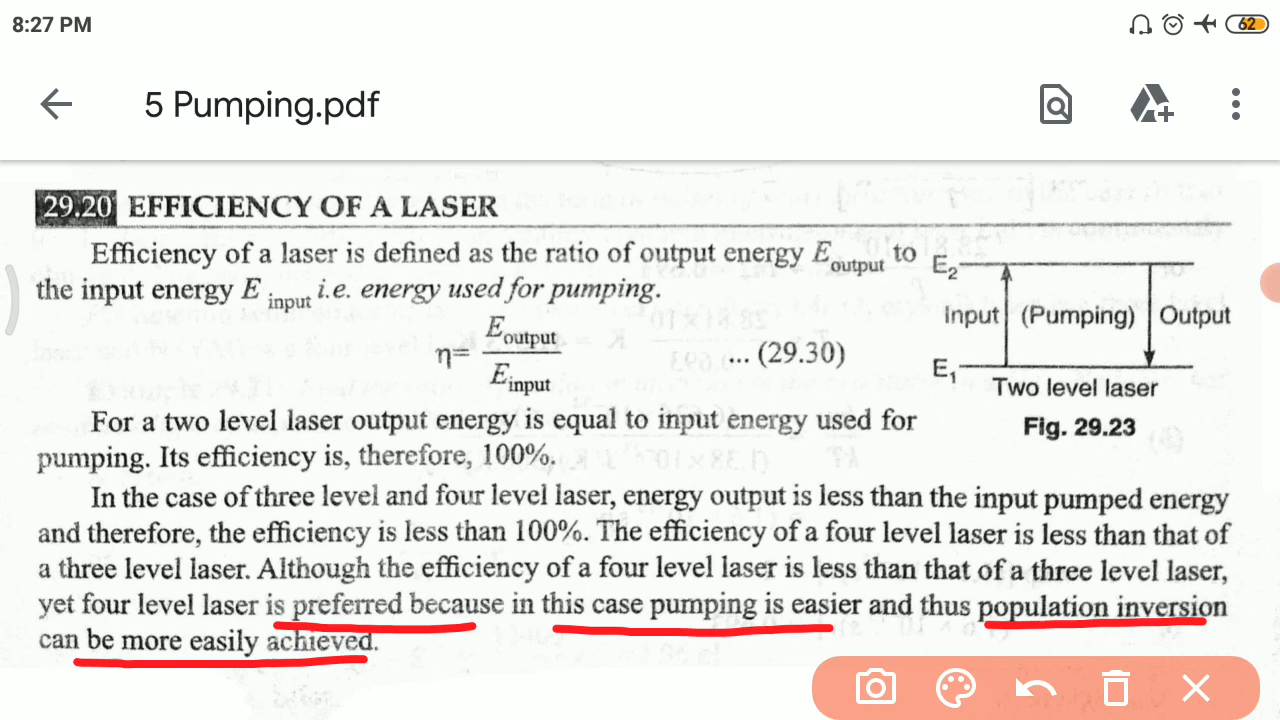 8:27 PM
62
5 Pumping.pdf
29.20 EFFICIENCY OF A LASER
Efficiency of a laser is defined as the ratio of output energy E output to
the input energy E input i.e. energy used for pumping.
η= E output / E input ... (29.30)
For a two level laser output energy is equal to input energy used for
pumping. Its efficiency is, therefore, 100%.
E2
Input (Pumping) Output
E1
Two level laser
Fig. 29.23
In the case of three level and four level laser, energy output is less than the input pumped energy
and therefore, the efficiency is less than 100%. The efficiency of a four level laser is less than that of
a three level laser. Although the efficiency of a four level laser is less than that of a three level laser,
yet four level laser is preferred because in this case pumping is easier and thus population inversion
can be more easily achieved.